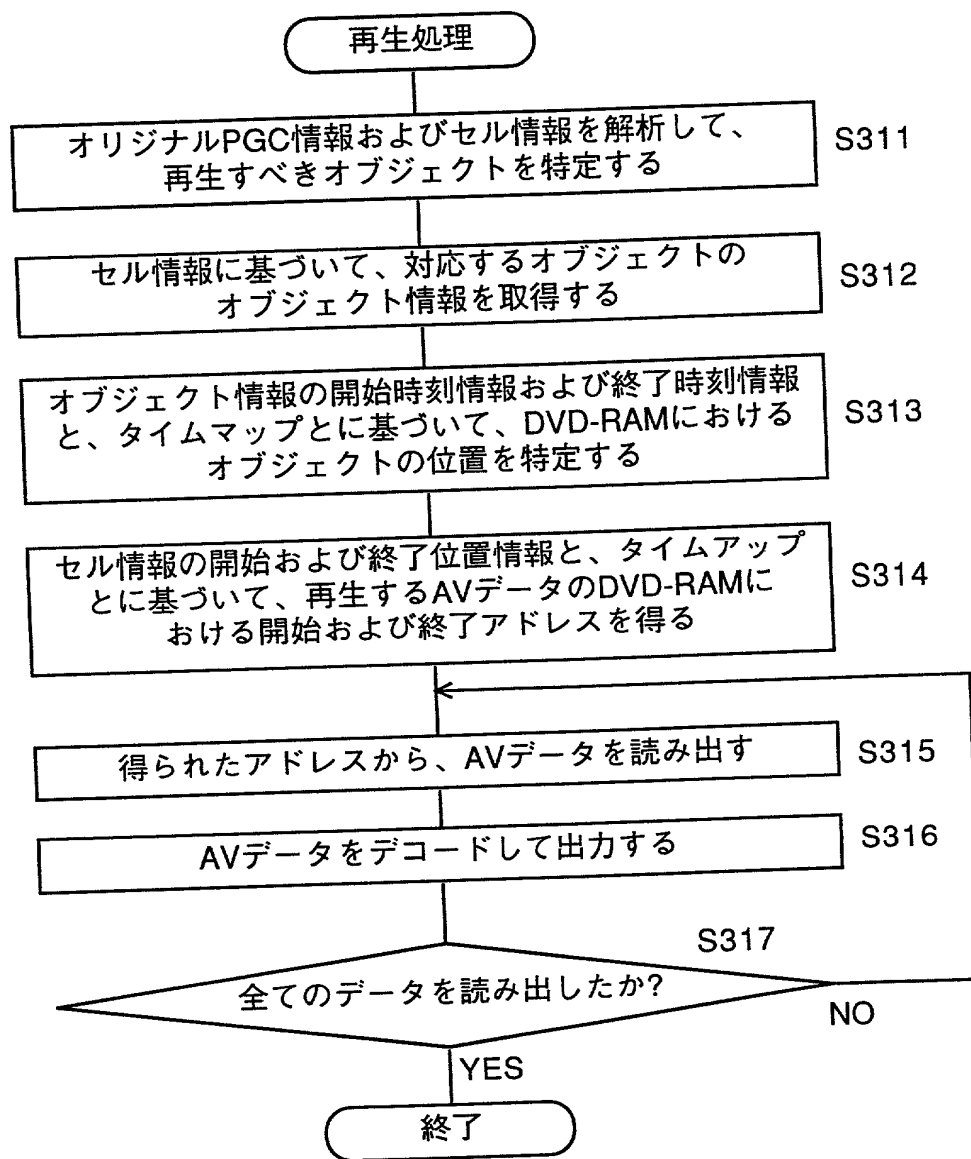 再生処理
オリジナルPGC情報およびセル情報を解析して、
再生すべきオブジェクトを特定する
S311
セル情報に基づいて、対応するオブジェクトの
オブジェクト情報を取得する
S312
オブジェクト情報の開始時刻情報および終了時刻情報
と、タイムマップとに基づいて、DVD-RAMにおける
オブジェクトの位置を特定する
S313
セル情報の開始および終了位置情報と、タイムアップ
とに基づいて、再生するAVデータのDVD-RAMに
おける開始および終了アドレスを得る
S314
得られたアドレスから、AVデータを読み出す
S315
AVデータをデコードして出力する
S316
S317
全てのデータを読み出したか?
NO
YES
終了